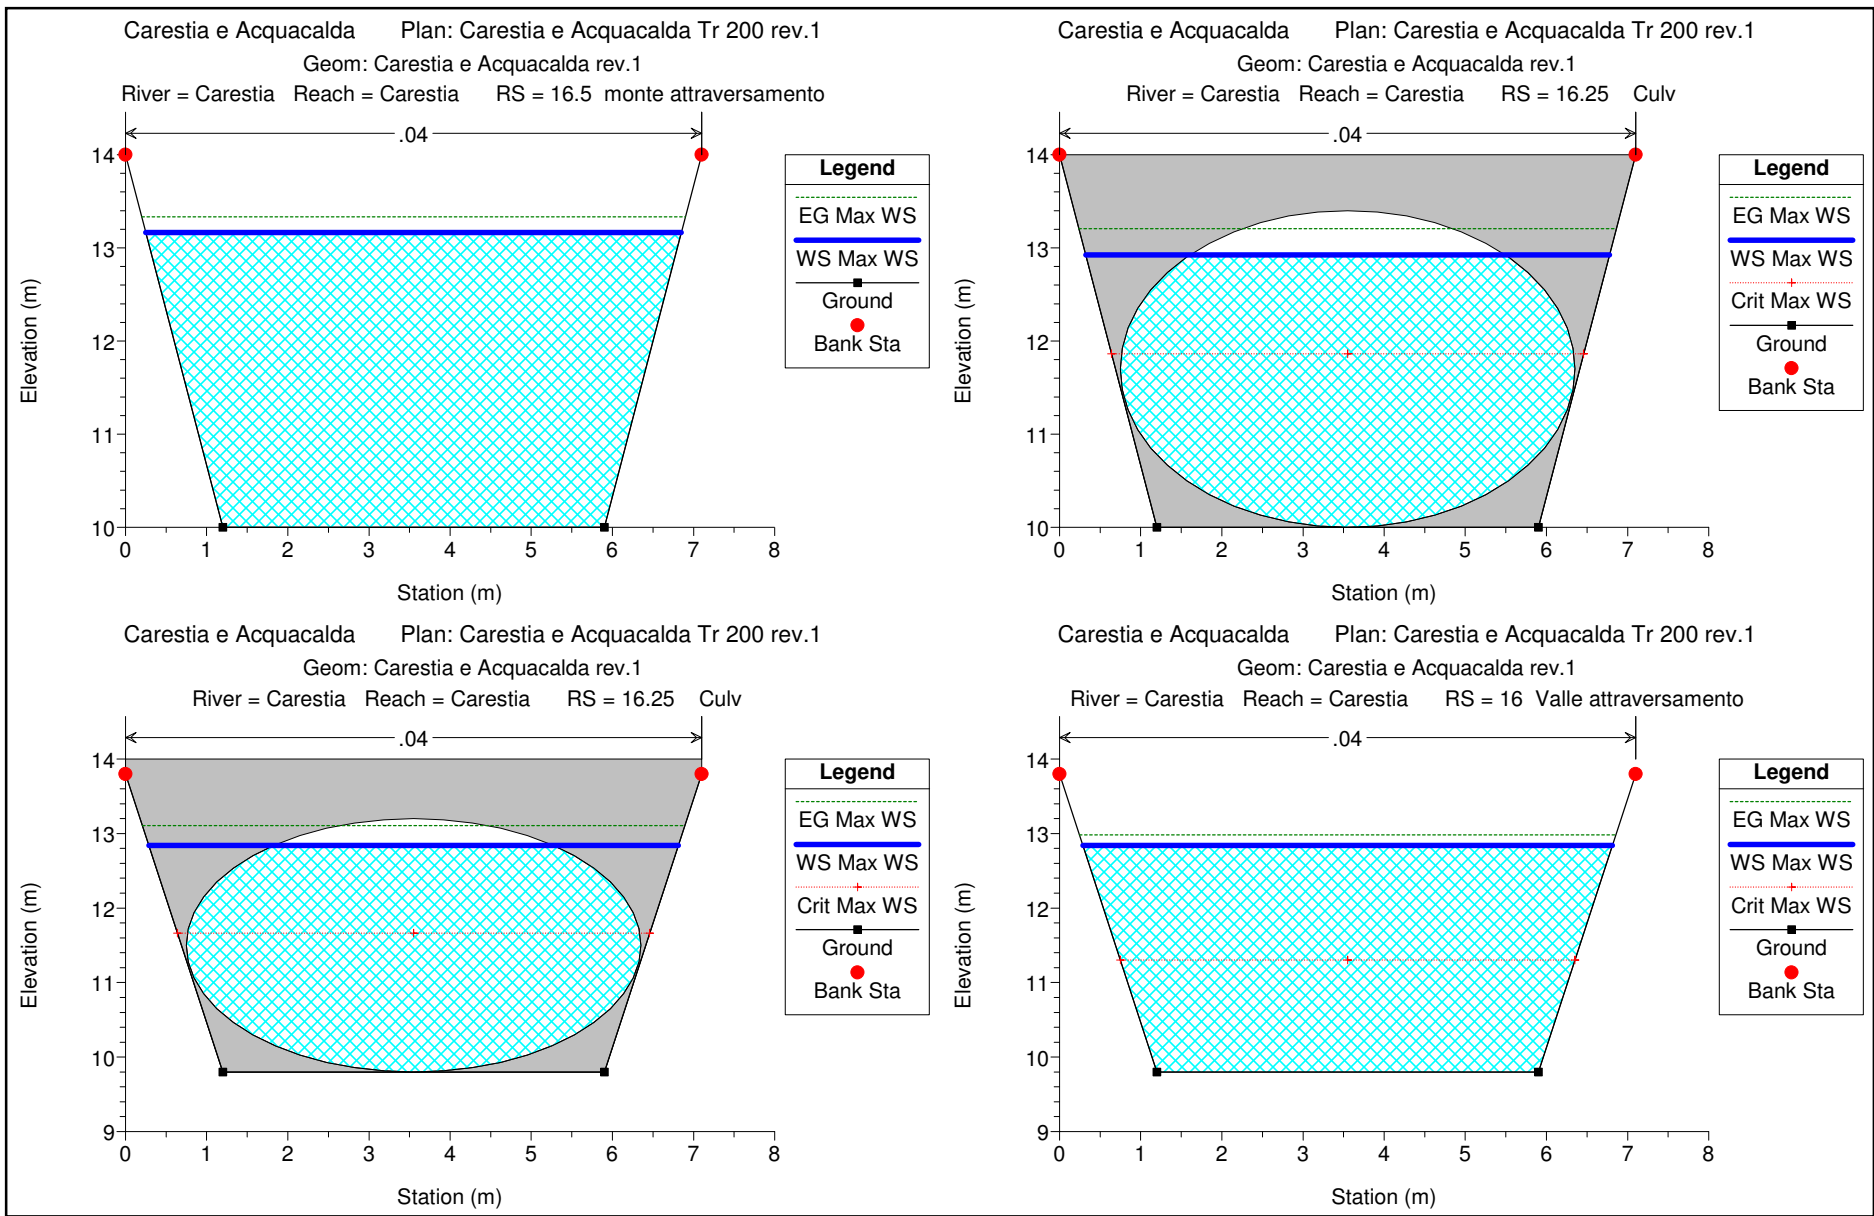 Carestia e Acquacalda Plan: Carestia e Acquacalda Tr 200 rev.1
Geom: Carestia e Acquacalda rev.1
River = Carestia Reach = Carestia RS = 16.5 monte attraversamento
.04
14
13
12
11
10
0 1 2 3 4 5 6 7 8
Elevation (m)
Station (m)
Legend
EG Max WS
WS Max WS
Ground
Bank Sta
Carestia e Acquacalda Plan: Carestia e Acquacalda Tr 200 rev.1
Geom: Carestia e Acquacalda rev.1
River = Carestia Reach = Carestia RS = 16.25 Culv
.04
14
13
12
11
10
0 1 2 3 4 5 6 7 8
Elevation (m)
Station (m)
Legend
EG Max WS
WS Max WS
Crit Max WS
Ground
Bank Sta
Carestia e Acquacalda Plan: Carestia e Acquacalda Tr 200 rev.1
Geom: Carestia e Acquacalda rev.1
River = Carestia Reach = Carestia RS = 16.25 Culv
.04
14
13
12
11
10
9
0 1 2 3 4 5 6 7 8
Elevation (m)
Station (m)
Legend
EG Max WS
WS Max WS
Crit Max WS
Ground
Bank Sta
Carestia e Acquacalda Plan: Carestia e Acquacalda Tr 200 rev.1
Geom: Carestia e Acquacalda rev.1
River = Carestia Reach = Carestia RS = 16 Valle attraversamento
.04
14
13
12
11
10
9
0 1 2 3 4 5 6 7 8
Elevation (m)
Station (m)
Legend
EG Max WS
WS Max WS
Crit Max WS
Ground
Bank Sta